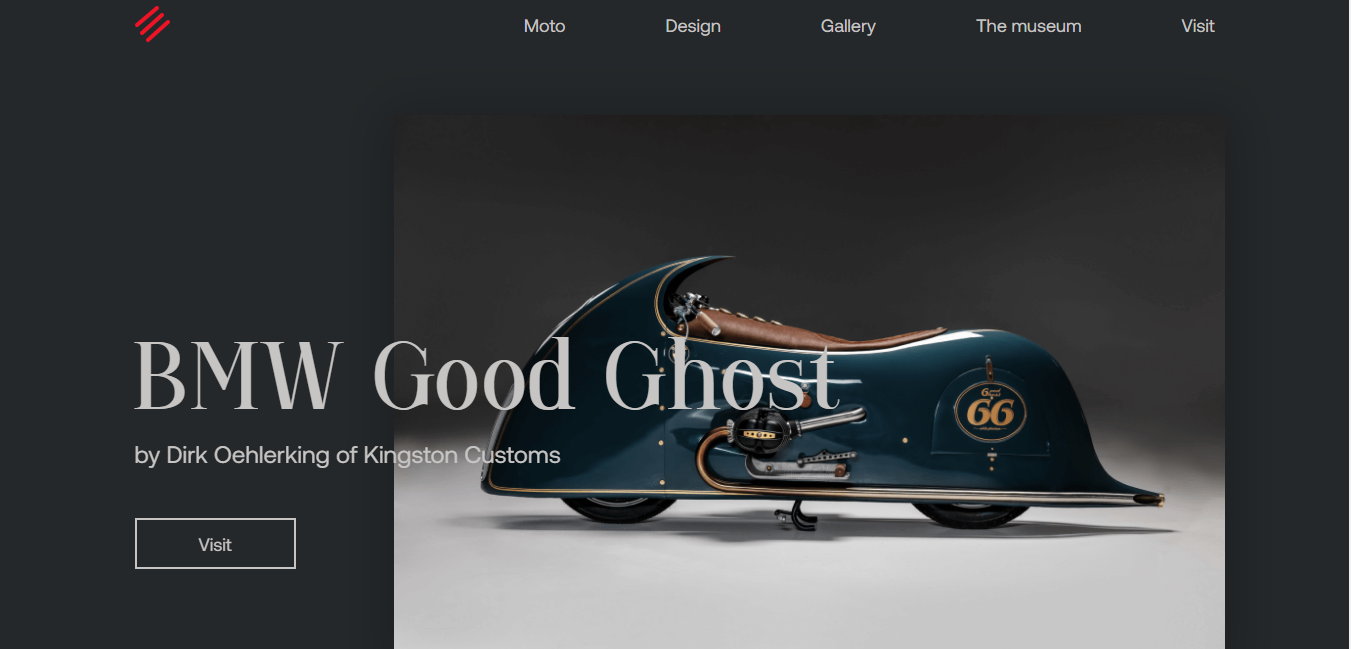 Moto Design Gallery The museum Visit
BMW Good Ghost
by Dirk Oehlerking of Kingston Customs
Visit
66